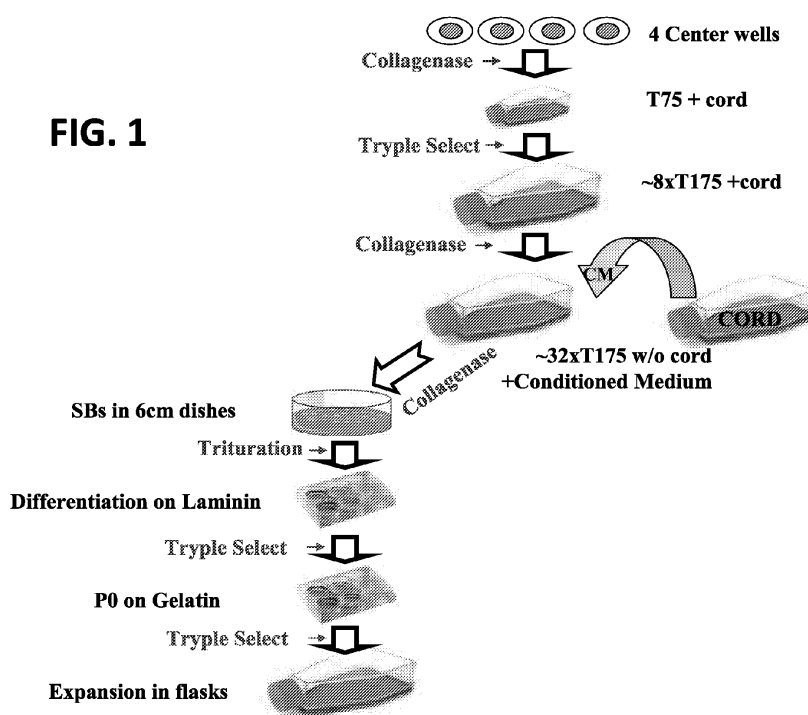 4 Center wells
Collagenase
T75 + cord
FIG. 1
Tryple Select
~8xT175 +cord
Collagenase
CM
CORD
~32xT175 w/o cord
+Conditioned Medium
Collagenase
SBs in 6cm dishes
Trituration
Differentiation on Laminin
Tryple Select
P0 on Gelatin
Tryple Select
Expansion in flasks